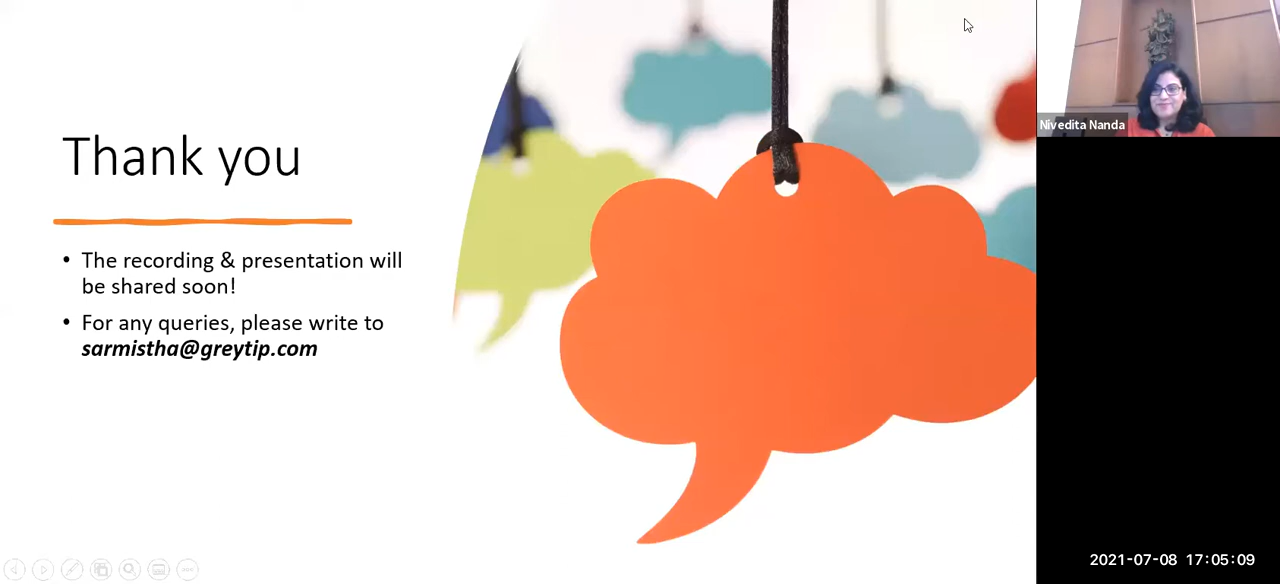 Thank you
• The recording & presentation will
be shared soon!
• For any queries, please write to
sarmistha@greytip.com
Nivedita Nanda
2021-07-08 17:05:09